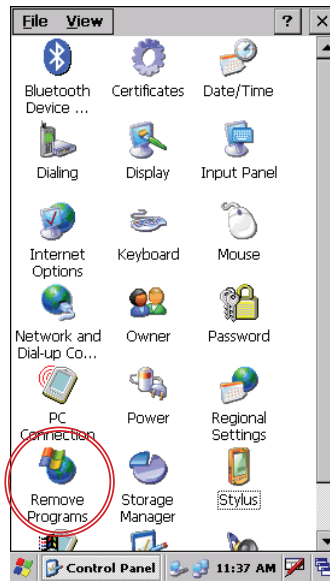 File View ? ×
Bluetooth
Device ...
Certificates
Date/Time
Dialing
Display
Input Panel
Internet
Options
Keyboard
Mouse
Network and
Dial-up Co...
Owner
Password
PC
Connection
Power
Regional
Settings
Remove
Programs
Storage
Manager
Stylus
Control Panel 11:37 AM